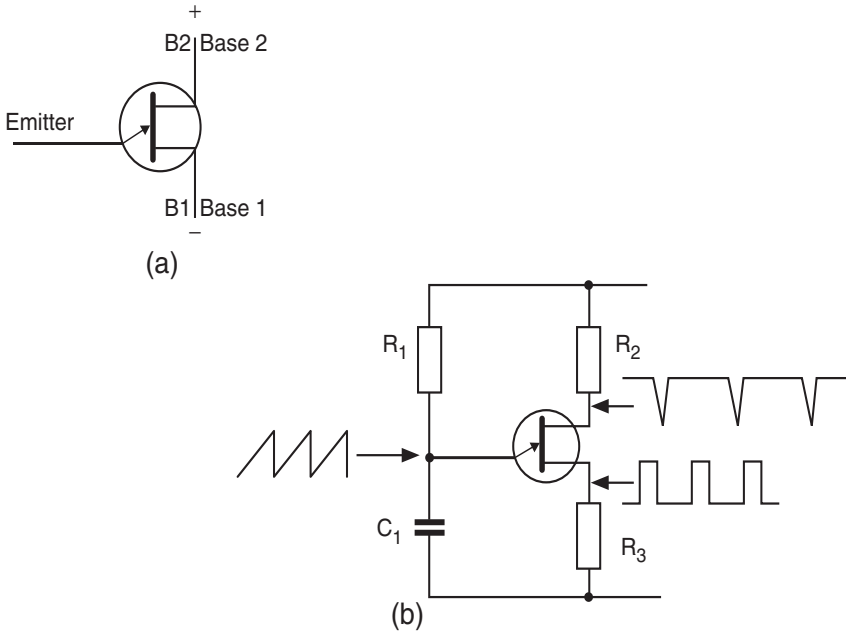 +
B2 Base 2
Emitter
B1 Base 1
−
(a)
R1
R2
C1
R3
(b)